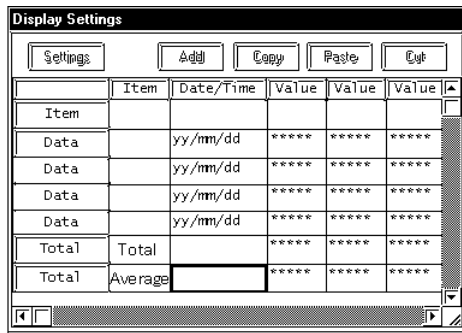 Display Settings
Settings Add Copy Paste Cut
Item Date/Time Value Value Value
Item
Data yy/mm/dd ***** ***** *****
Data yy/mm/dd ***** ***** *****
Data yy/mm/dd ***** ***** *****
Data yy/mm/dd ***** ***** *****
Total Total ***** ***** *****
Total Average ***** ***** *****